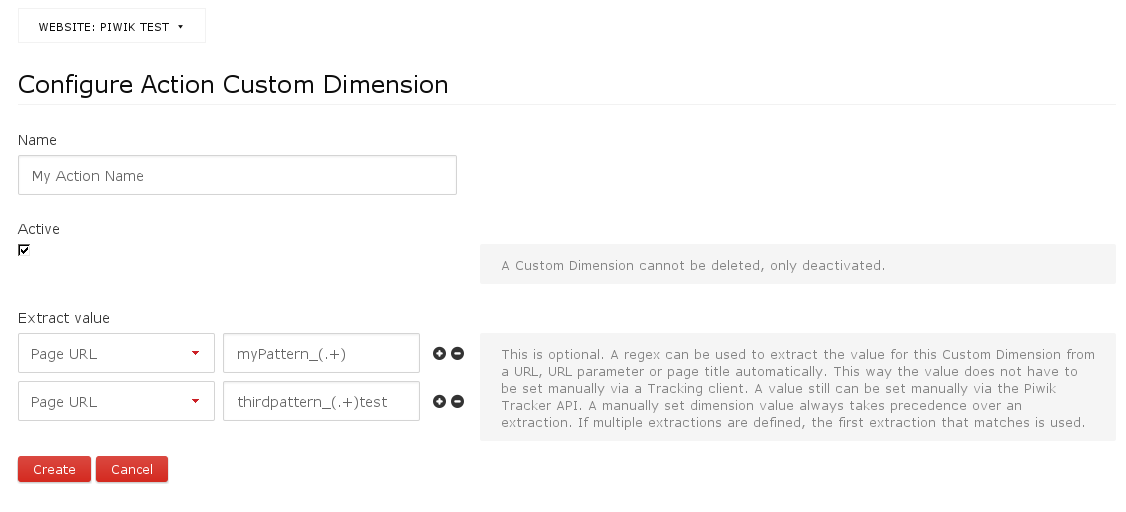 WEBSITE: PIWIK TEST
Configure Action Custom Dimension
Name
My Action Name
Active
A Custom Dimension cannot be deleted, only deactivated.
Extract value
Page URL myPattern_(.+)
Page URL thirdpattern_(.+)test
This is optional. A regex can be used to extract the value for this Custom Dimension from
a URL, URL parameter or page title automatically. This way the value does not have to
be set manually via a Tracking client. A value still can be set manually via the Piwik
Tracker API. A manually set dimension value always takes precedence over an
extraction. If multiple extractions are defined, the first extraction that matches is used.
Create Cancel